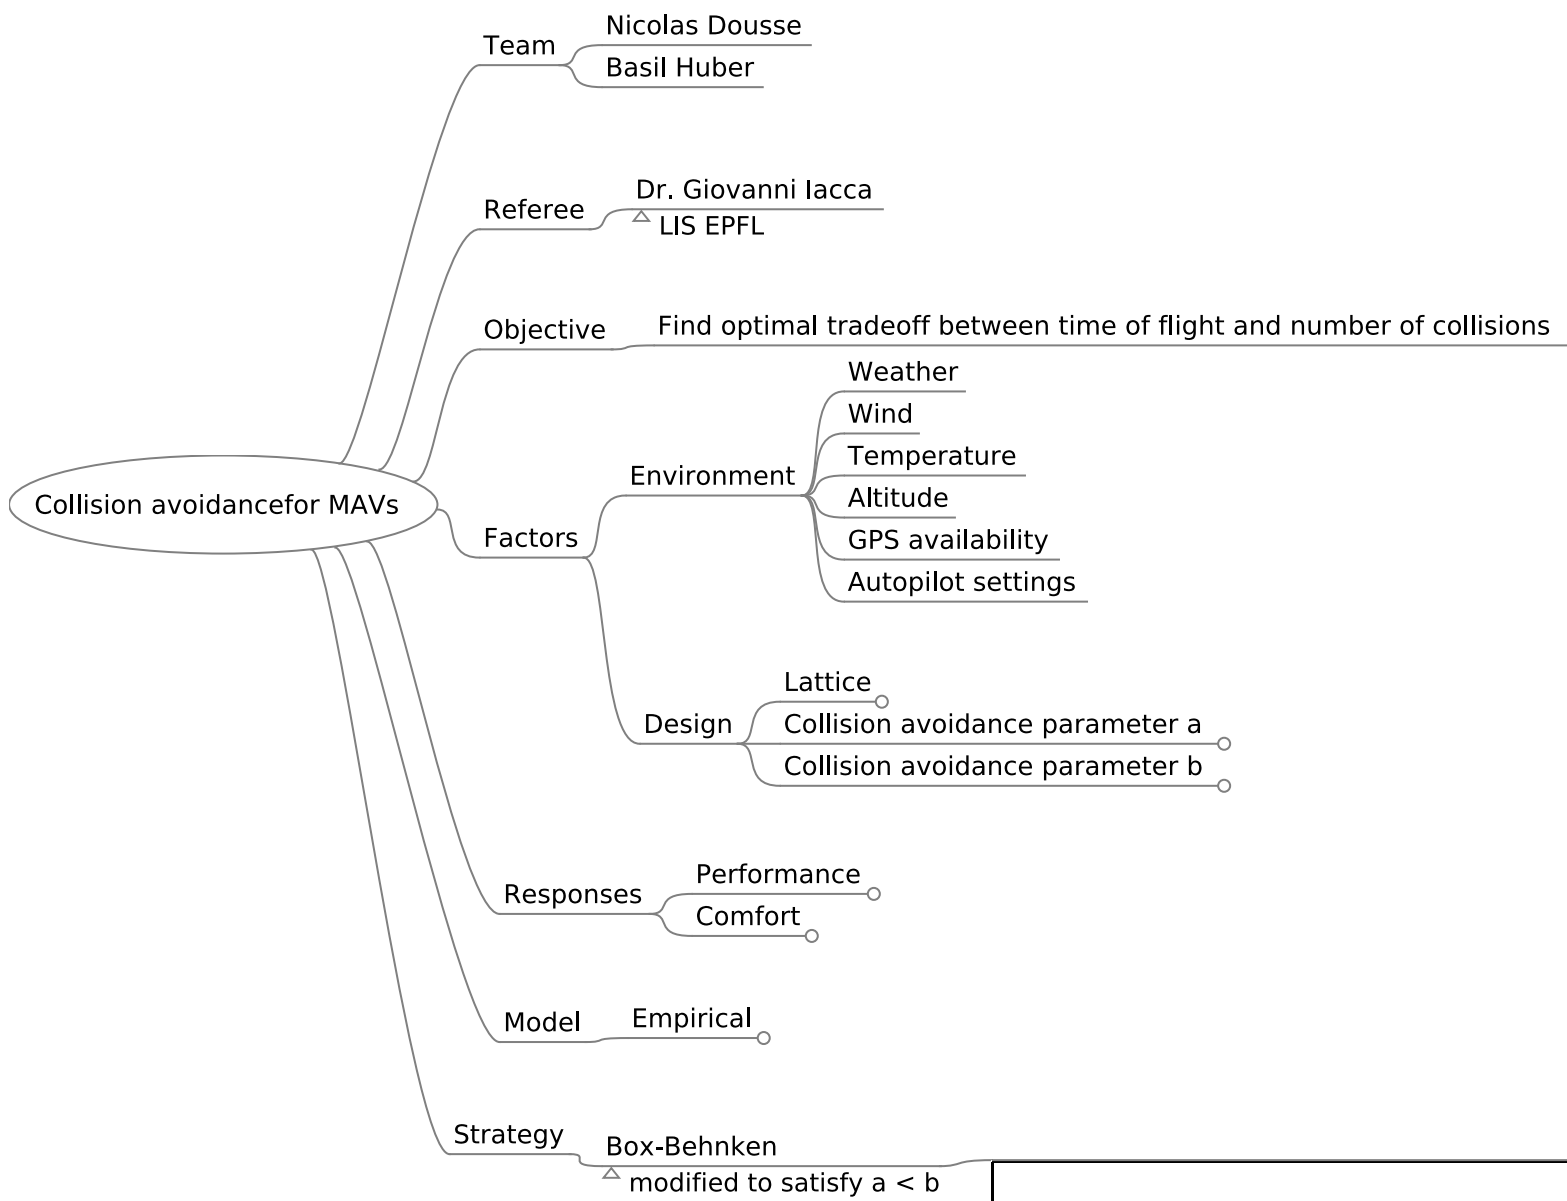 Nicolas Dousse
Team
Basil Huber
Dr. Giovanni Iacca
Referee
LIS EPFL
Objective
Find optimal tradeoff between time of flight and number of collisions
Weather
Wind
Temperature
Environment
Altitude
Collision avoidancefor MAVs
Factors
GPS availability
Autopilot settings
Lattice
Design
Collision avoidance parameter a
Collision avoidance parameter b
Performance
Responses
Comfort
Model
Empirical
Strategy
Box-Behnken
modified to satisfy a < b